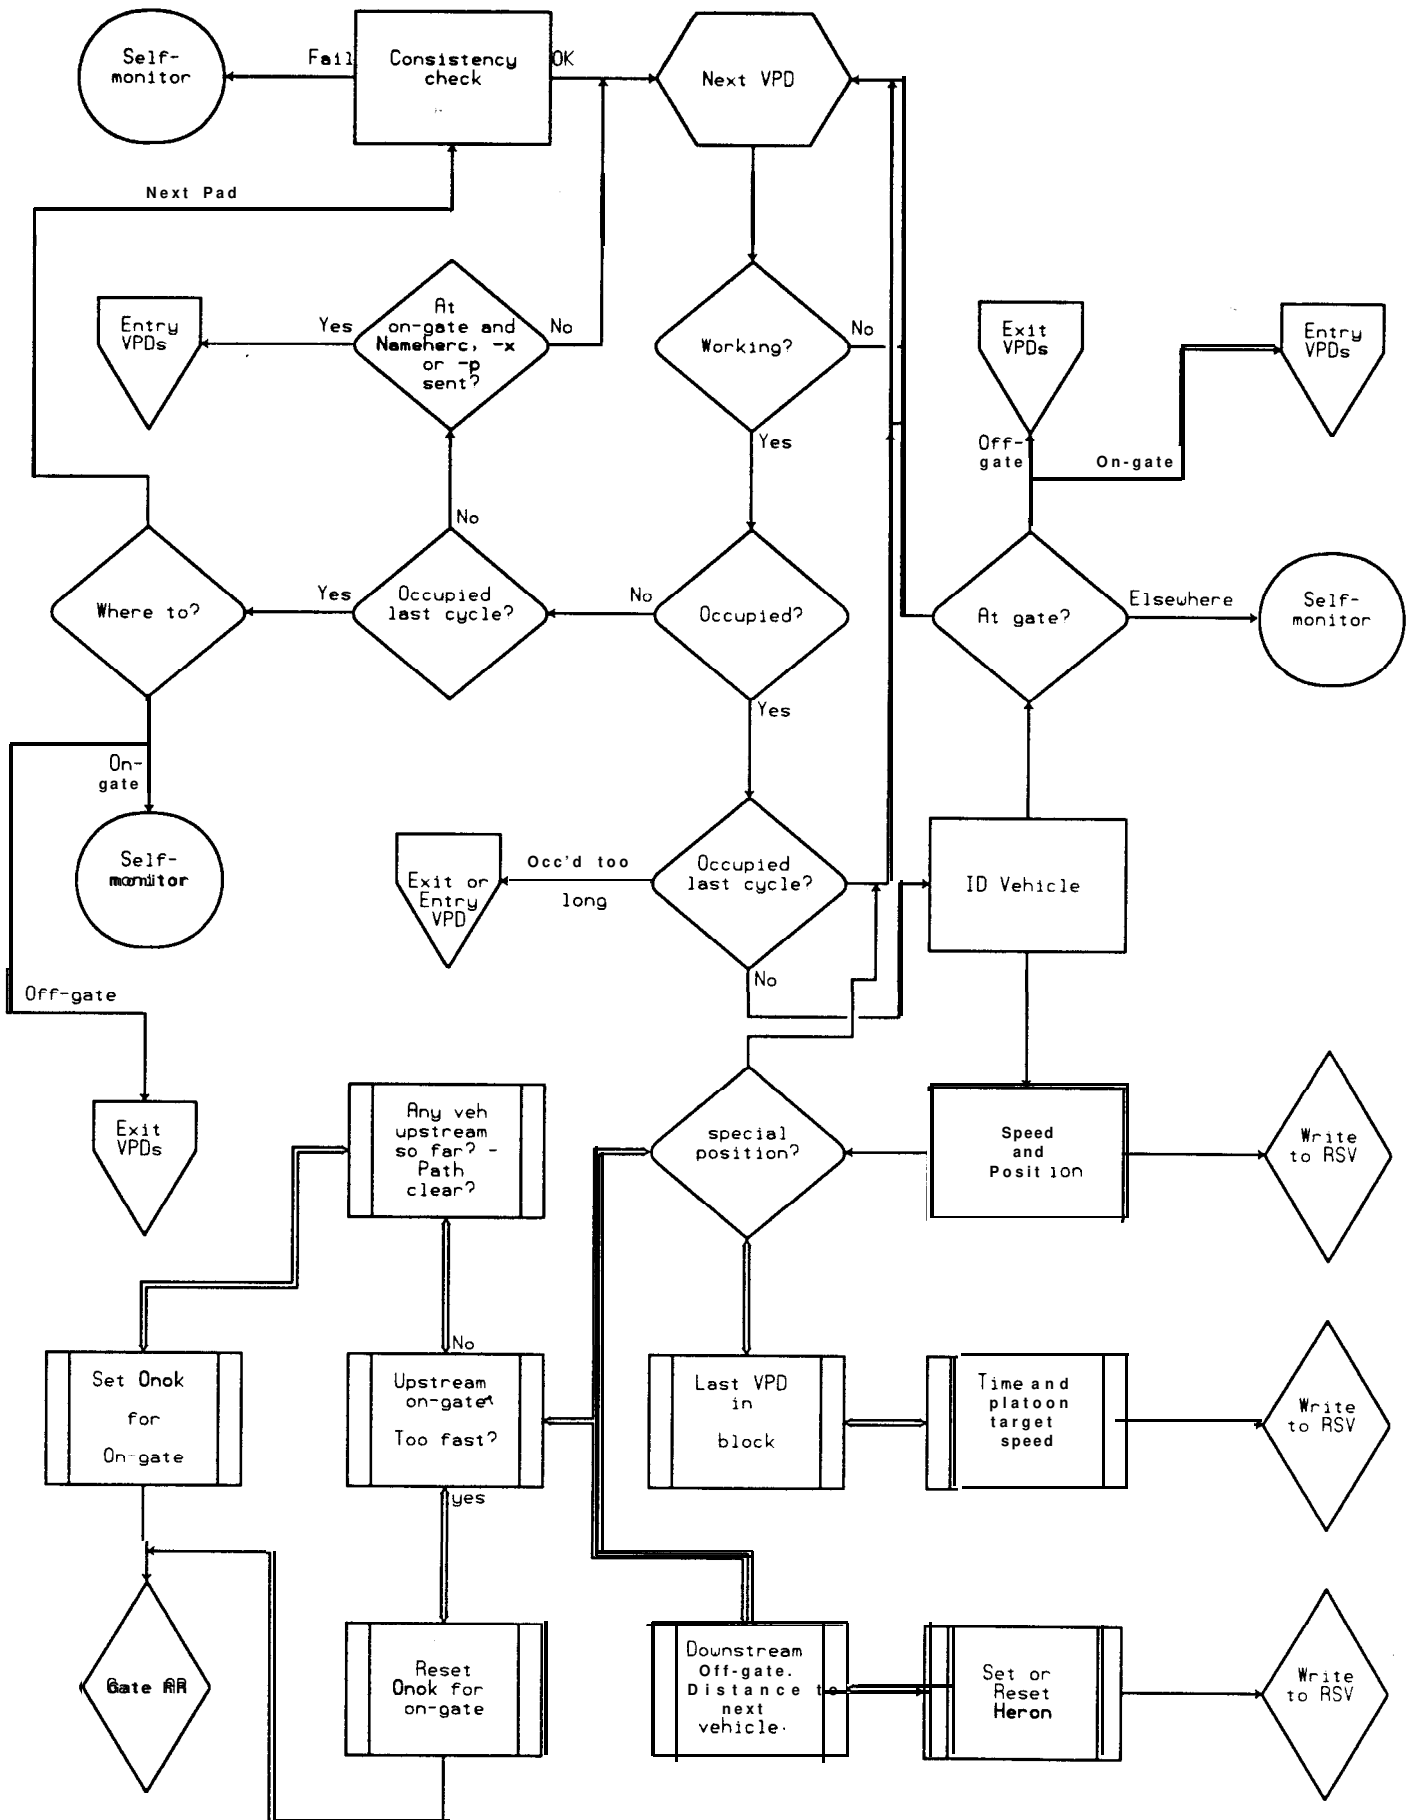 Self-
monitor
Fail
Consistency
check
OK
Next VPD
Next Pad
Entry
VPDs
Yes
At
on-gate and
Nameherc, -x
or -p
sent?
No
Working?
No
Yes
Exit
VPDs
Entry
VPDs
Off-
gate
On-gate
No
Where to?
Yes
Occupied
last cycle?
No
Occupied?
At gate?
Elsewhere
Self-
monitor
Yes
On-
gate
Self-
monitor
Exit or
Entry
VPD
Occ'd too
long
Occupied
last cycle?
ID Vehicle
No
Off-gate
Exit
VPDs
Any veh
upstream
so far? -
Path
clear?
special
position?
Speed
and
Position
Write
to RSV
Set Onok
for
On-gate
No
Upstream
on-gate?
Too fast?
yes
Last VPD
in
block
Time and
platoon
target
speed
Write
to RSV
Gate RR
Reset
Onok for
on-gate
Downstream
Off-gate.
Distance to
next
vehicle.
Set or
Reset
Heron
Write
to RSV